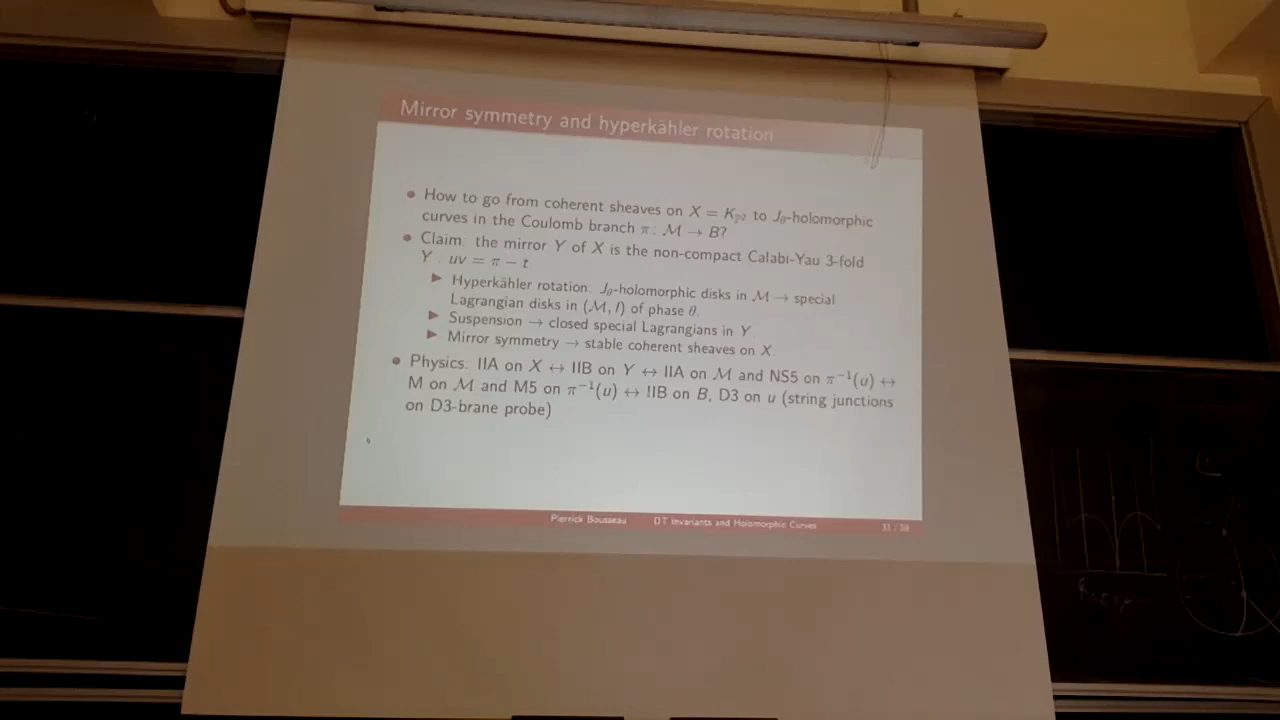 Mirror symmetry and hyperkähler rotation
How to go from coherent sheaves on X = K_{ℙ²} to J_θ-holomorphic
curves in the Coulomb branch π : ℳ → B?
Claim: the mirror Y of X is the non-compact Calabi-Yau 3-fold
Y : uv = π − t
Hyperkähler rotation: J_θ-holomorphic disks in ℳ → special
Lagrangian disks in (ℳ, I) of phase θ.
Suspension → closed special Lagrangians in Y
Mirror symmetry → stable coherent sheaves on X.
Physics: IIA on X ↔ IIB on Y ↔ IIA on ℳ and NS5 on π⁻¹(u) ↔
M on ℳ and M5 on π⁻¹(u) ↔ IIB on B, D3 on u (string junctions
on D3-brane probe)
Pierrick Bousseau DT Invariants and Holomorphic Curves 31 / 38